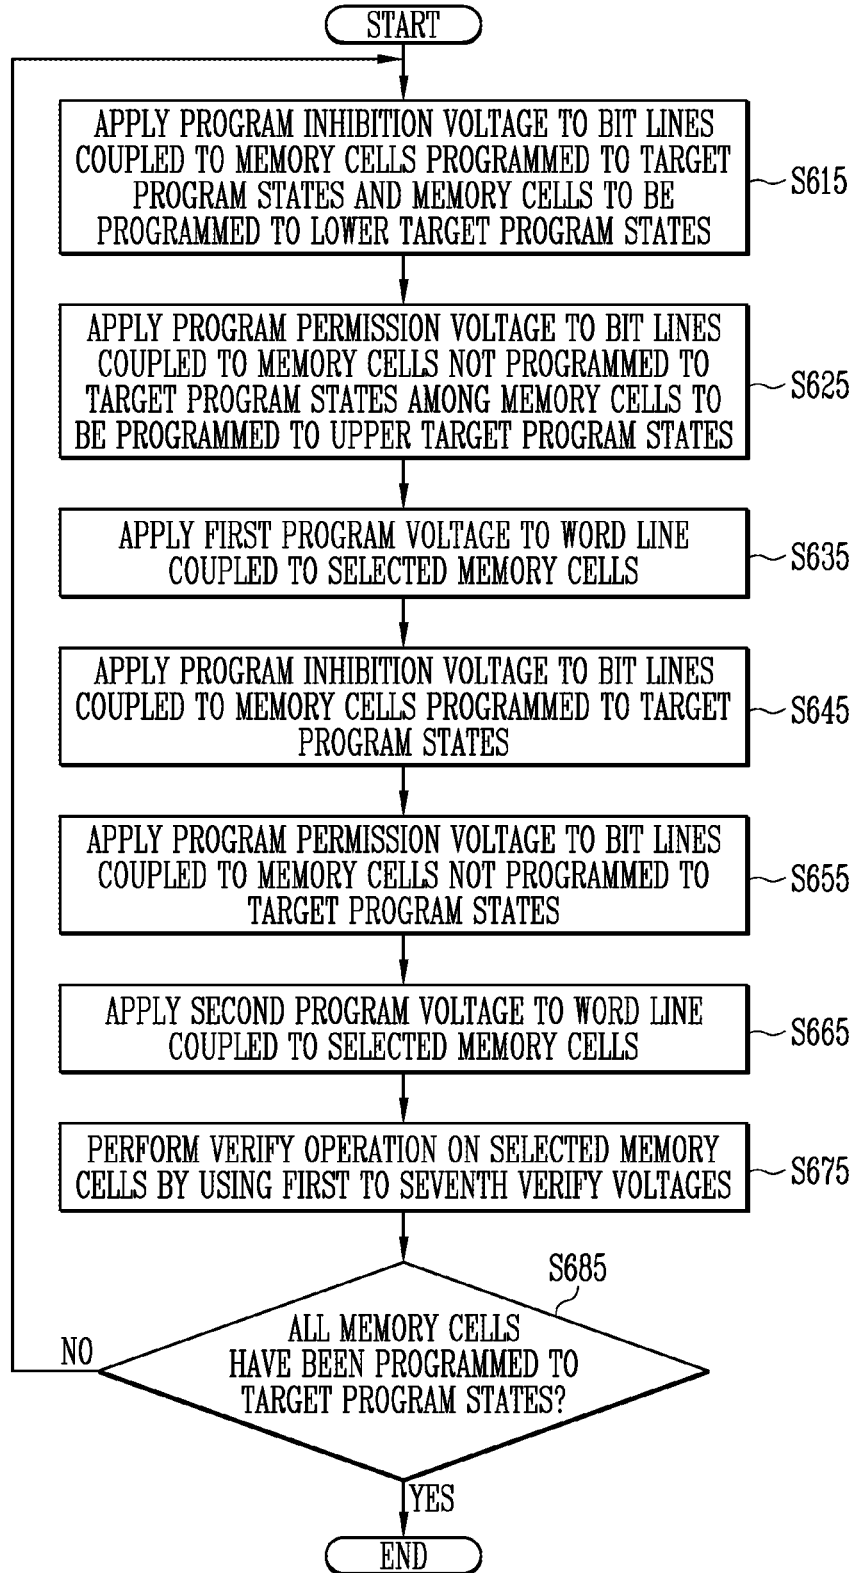 START
APPLY PROGRAM INHIBITION VOLTAGE TO BIT LINES
COUPLED TO MEMORY CELLS PROGRAMMED TO TARGET
PROGRAM STATES AND MEMORY CELLS TO BE
PROGRAMMED TO LOWER TARGET PROGRAM STATES
S615
APPLY PROGRAM PERMISSION VOLTAGE TO BIT LINES
COUPLED TO MEMORY CELLS NOT PROGRAMMED TO
TARGET PROGRAM STATES AMONG MEMORY CELLS TO
BE PROGRAMMED TO UPPER TARGET PROGRAM STATES
S625
APPLY FIRST PROGRAM VOLTAGE TO WORD LINE
COUPLED TO SELECTED MEMORY CELLS
S635
APPLY PROGRAM INHIBITION VOLTAGE TO BIT LINES
COUPLED TO MEMORY CELLS PROGRAMMED TO TARGET
PROGRAM STATES
S645
APPLY PROGRAM PERMISSION VOLTAGE TO BIT LINES
COUPLED TO MEMORY CELLS NOT PROGRAMMED TO
TARGET PROGRAM STATES
S655
APPLY SECOND PROGRAM VOLTAGE TO WORD LINE
COUPLED TO SELECTED MEMORY CELLS
S665
PERFORM VERIFY OPERATION ON SELECTED MEMORY
CELLS BY USING FIRST TO SEVENTH VERIFY VOLTAGES
S675
S685
ALL MEMORY CELLS
HAVE BEEN PROGRAMMED TO
TARGET PROGRAM STATES?
NO
YES
END